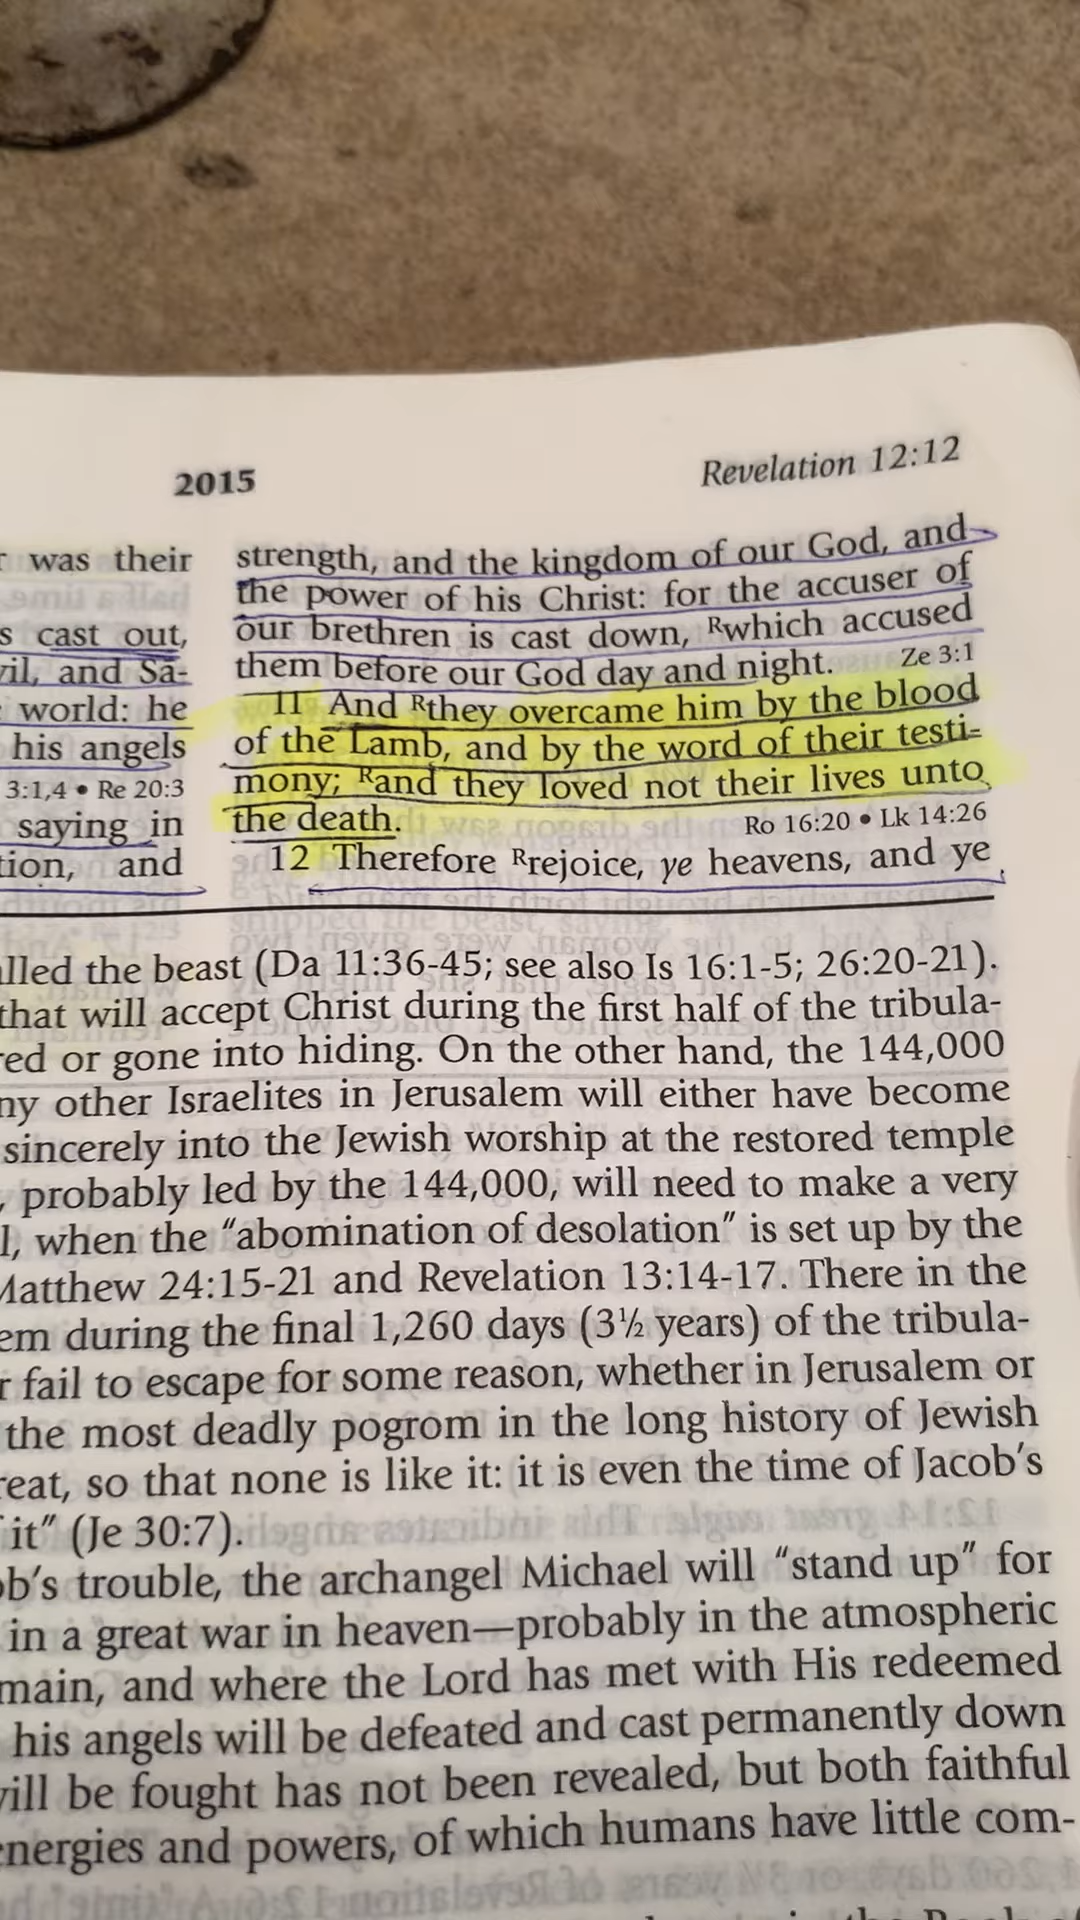 2015
Revelation 12:12
was their
cast out,
and Sa-
world: he
his angels
3:1,4 • Re 20:3
saying in
and
strength, and the kingdom of our God, and
the power of his Christ: for the accuser of
our brethren is cast down, Rwhich accused
them before our God day and night. Ze 3:1
11 And Rthey overcame him by the blood
of the Lamb, and by the word of their testi-
mony; Rand they loved not their lives unto
the death. Ro 16:20 • Lk 14:26
12 Therefore Rrejoice, ye heavens, and ye
the beast (Da 11:36-45; see also Is 16:1-5; 26:20-21).
that will accept Christ during the first half of the tribula-
or gone into hiding. On the other hand, the 144,000
other Israelites in Jerusalem will either have become
sincerely into the Jewish worship at the restored temple
, probably led by the 144,000, will need to make a very
when the “abomination of desolation” is set up by the
Matthew 24:15-21 and Revelation 13:14-17. There in the
during the final 1,260 days (3½ years) of the tribula-
fail to escape for some reason, whether in Jerusalem or
the most deadly pogrom in the long history of Jewish
so that none is like it: it is even the time of Jacob’s
it” (Je 30:7).
trouble, the archangel Michael will “stand up” for
in a great war in heaven—probably in the atmospheric
and where the Lord has met with His redeemed
his angels will be defeated and cast permanently down
will be fought has not been revealed, but both faithful
energies and powers, of which humans have little com-